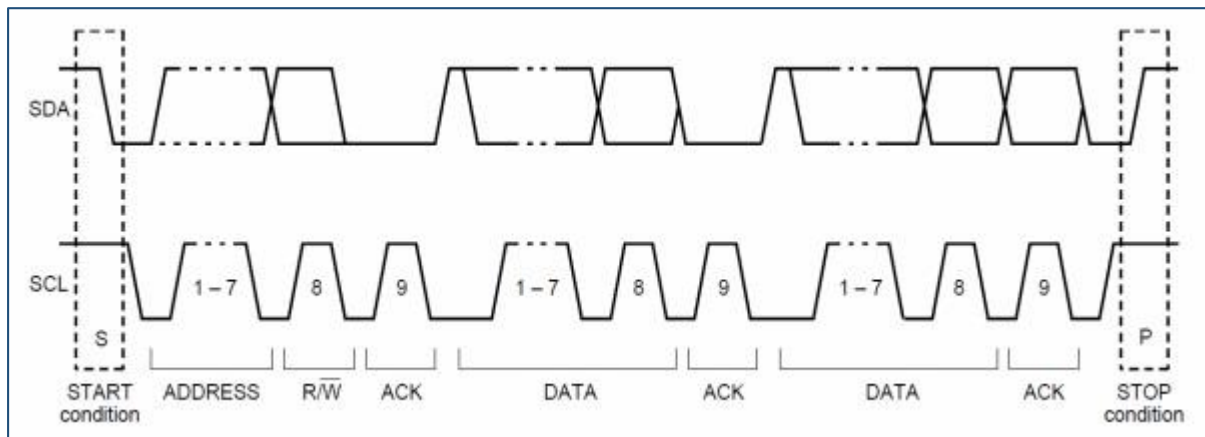 SDA
SCL
1 – 7
8
9
1 – 7
8
9
1 – 7
8
9
S
P
START
condition
ADDRESS
R/W̅
ACK
DATA
ACK
DATA
ACK
STOP
condition